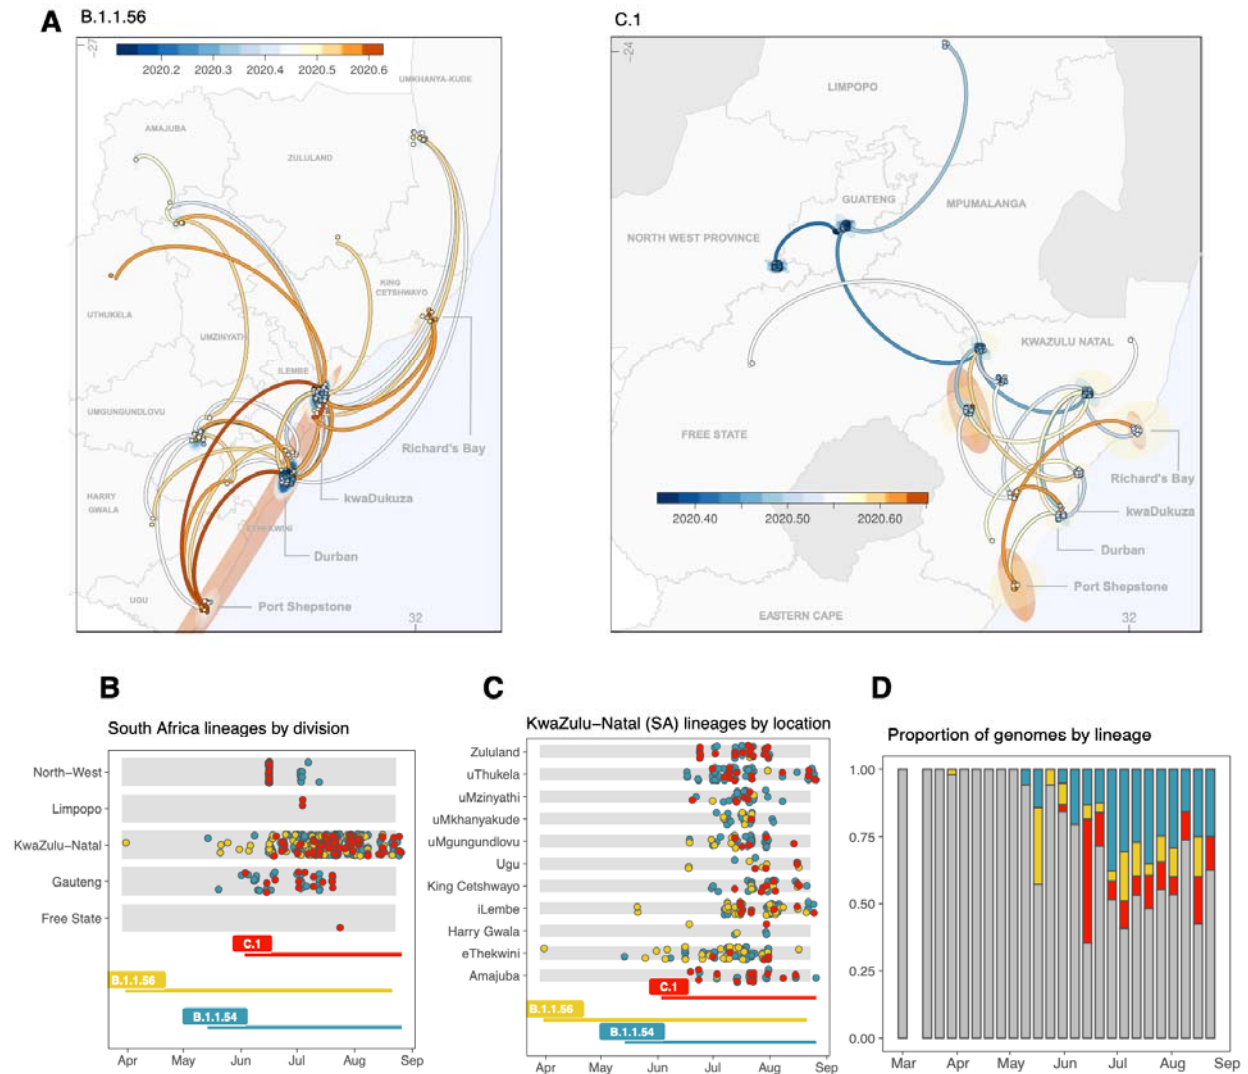 A
B.1.1.56
C.1
-27
2020.2 2020.3 2020.4 2020.5 2020.6
UMKHANYA-KUDE
AMAJUBA
ZULULAND
KING
CETSHWAYO
UTHUKELA
UMZINYATHI
ILEMBE
UMGUNGUNDLOVU
Richard's Bay
HARRY
GWALA
kwaDukuza
ETHEKWINI
Durban
UGU
Port Shepstone
32
-24
LIMPOPO
GUATENG
MPUMALANGA
NORTH WEST PROVINCE
KWAZULU NATAL
FREE STATE
Richard's Bay
2020.40 2020.50 2020.60
kwaDukuza
Durban
Port Shepstone
EASTERN CAPE
32
B
South Africa lineages by division
North-West
Limpopo
KwaZulu-Natal
Gauteng
Free State
C.1
B.1.1.56
B.1.1.54
Apr May Jun Jul Aug Sep
C
KwaZulu-Natal (SA) lineages by location
Zululand
uThukela
uMzinyathi
uMkhanyakude
uMgungundlovu
Ugu
King Cetshwayo
iLembe
Harry Gwala
eThekwini
Amajuba
C.1
B.1.1.56
B.1.1.54
Apr May Jun Jul Aug Sep
D
Proportion of genomes by lineage
1.00
0.75
0.50
0.25
0.00
Mar Apr May Jun Jul Aug Sep